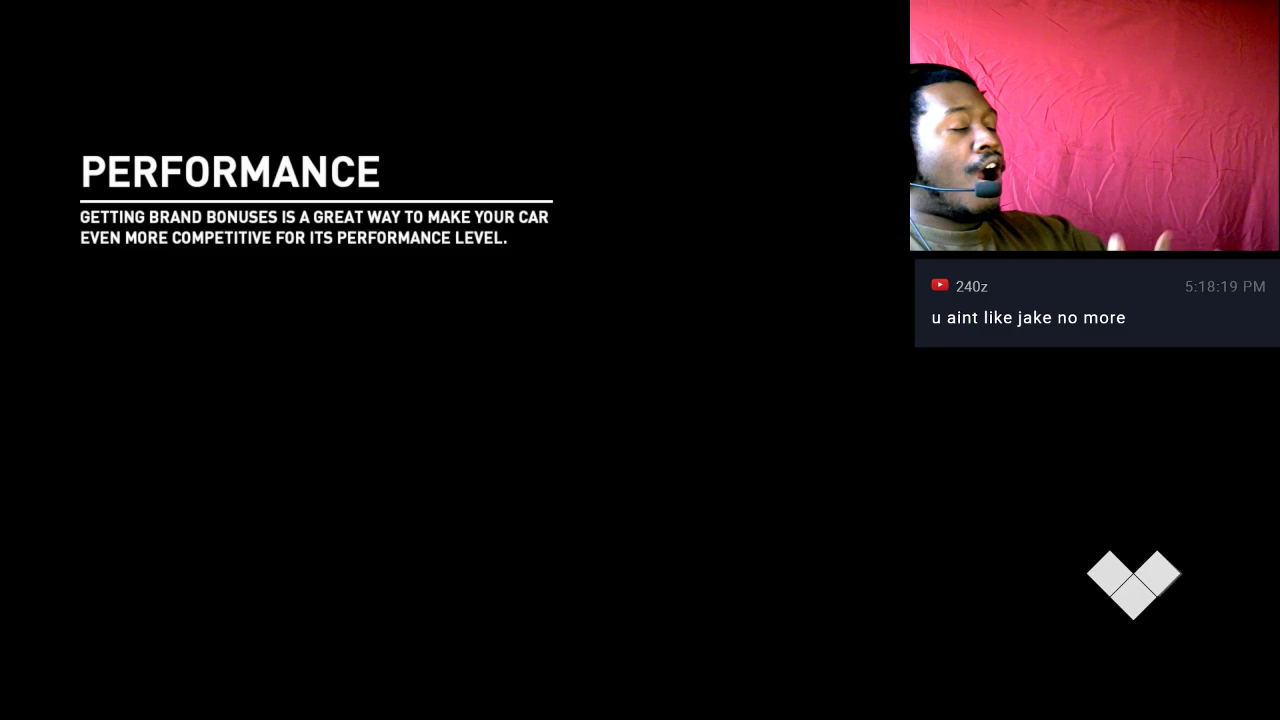 PERFORMANCE
GETTING BRAND BONUSES IS A GREAT WAY TO MAKE YOUR CAR
EVEN MORE COMPETITIVE FOR ITS PERFORMANCE LEVEL.
240z 5:18:19 PM
u aint like jake no more